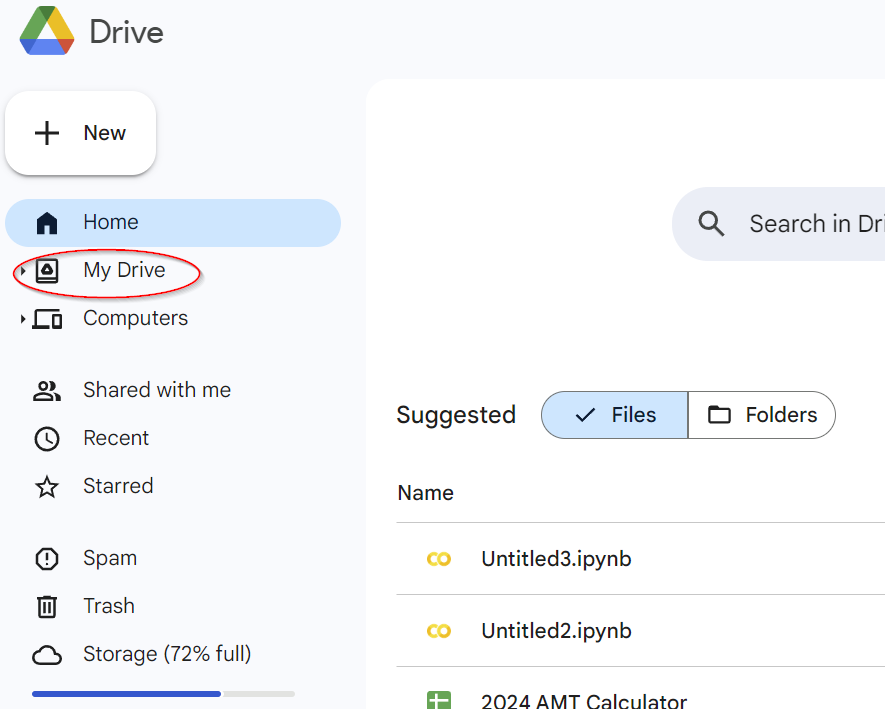 Drive
New
Home
My Drive
Computers
Shared with me
Recent
Starred
Spam
Trash
Storage (72% full)
Search in Dri
Suggested
Files
Folders
Name
Untitled3.ipynb
Untitled2.ipynb
2024 AMT Calculator